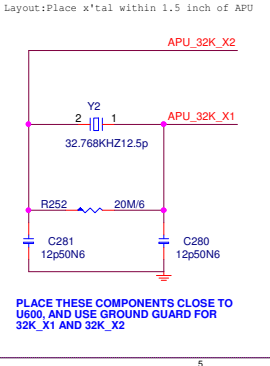 Layout:Place x'tal within 1.5 inch of APU
APU_32K_X2
Y2
2 1
APU_32K_X1
32.768KHZ12.5p
R252 20M/6
C281 C280
12p50N6 12p50N6
PLACE THESE COMPONENTS CLOSE TO
U600, AND USE GROUND GUARD FOR
32K_X1 AND 32K_X2
5